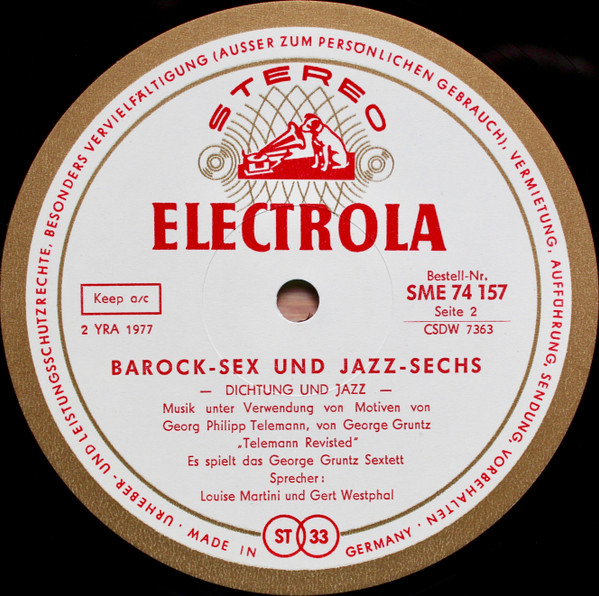 URHEBER- UND LEISTUNGSSCHUTZRECHTE, BESONDERS VERVIELFÄLTIGUNG (AUSSER ZUM PERSÖNLICHEN GEBRAUCH), VERMIETUNG, AUFFÜHRUNG, SENDUNG, VORBEHALTEN ·
STEREO
ELECTROLA
Keep a/c
2 YRA 1977
Bestell-Nr.
SME 74 157
Seite 2
CSDW 7363
BAROCK-SEX UND JAZZ-SECHS
— DICHTUNG UND JAZZ —
Musik unter Verwendung von Motiven von
Georg Philipp Telemann, von George Gruntz
„Telemann Revisted"
Es spielt das George Gruntz Sextett
Sprecher:
Louise Martini und Gert Westphal
· MADE IN
ST 33
GERMANY ·